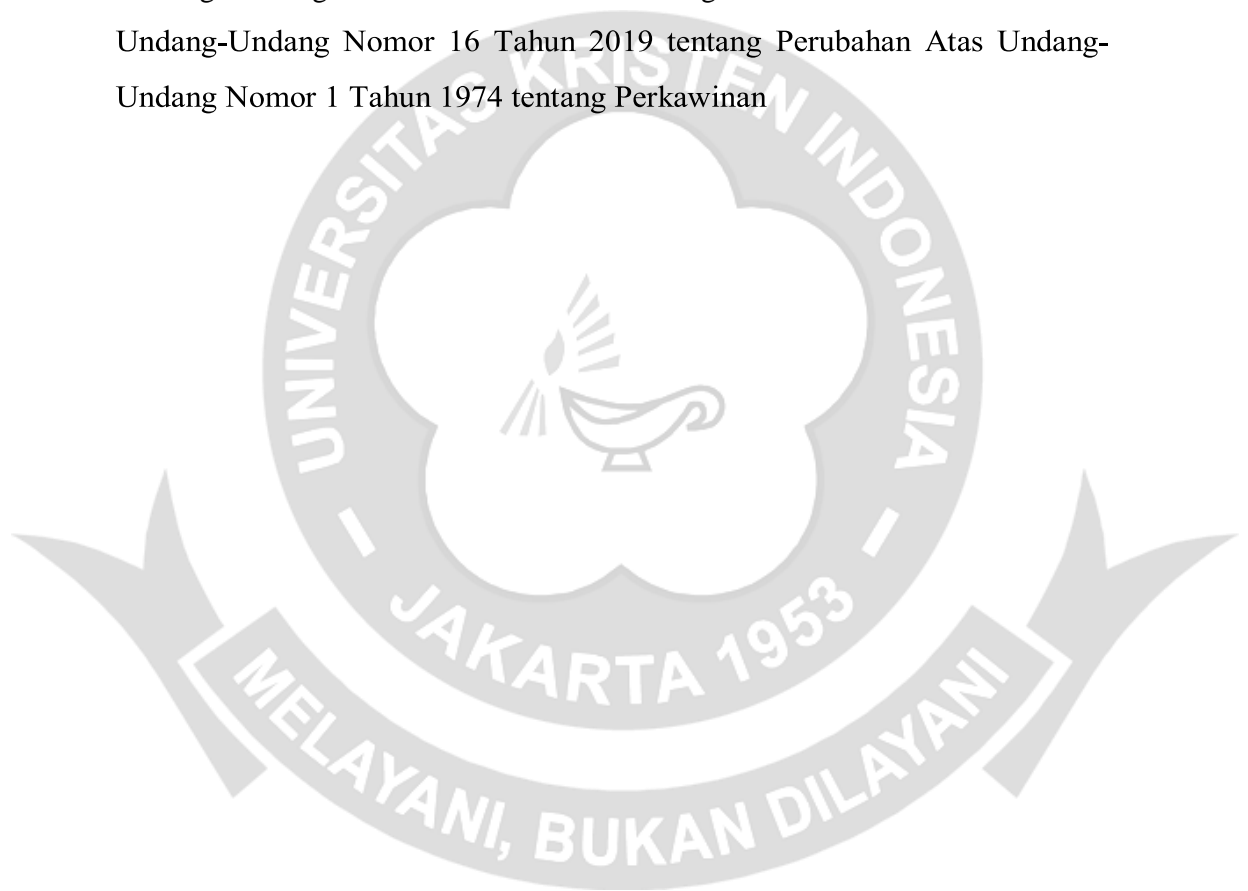 Undang-Undang Nomor 16 Tahun 2019 tentang Perubahan Atas Undang-
Undang Nomor 1 Tahun 1974 tentang Perkawinan
UNIVERSITAS KRISTEN INDONESIA
- JAKARTA 1953 -
MELAYANI, BUKAN DILAYANI